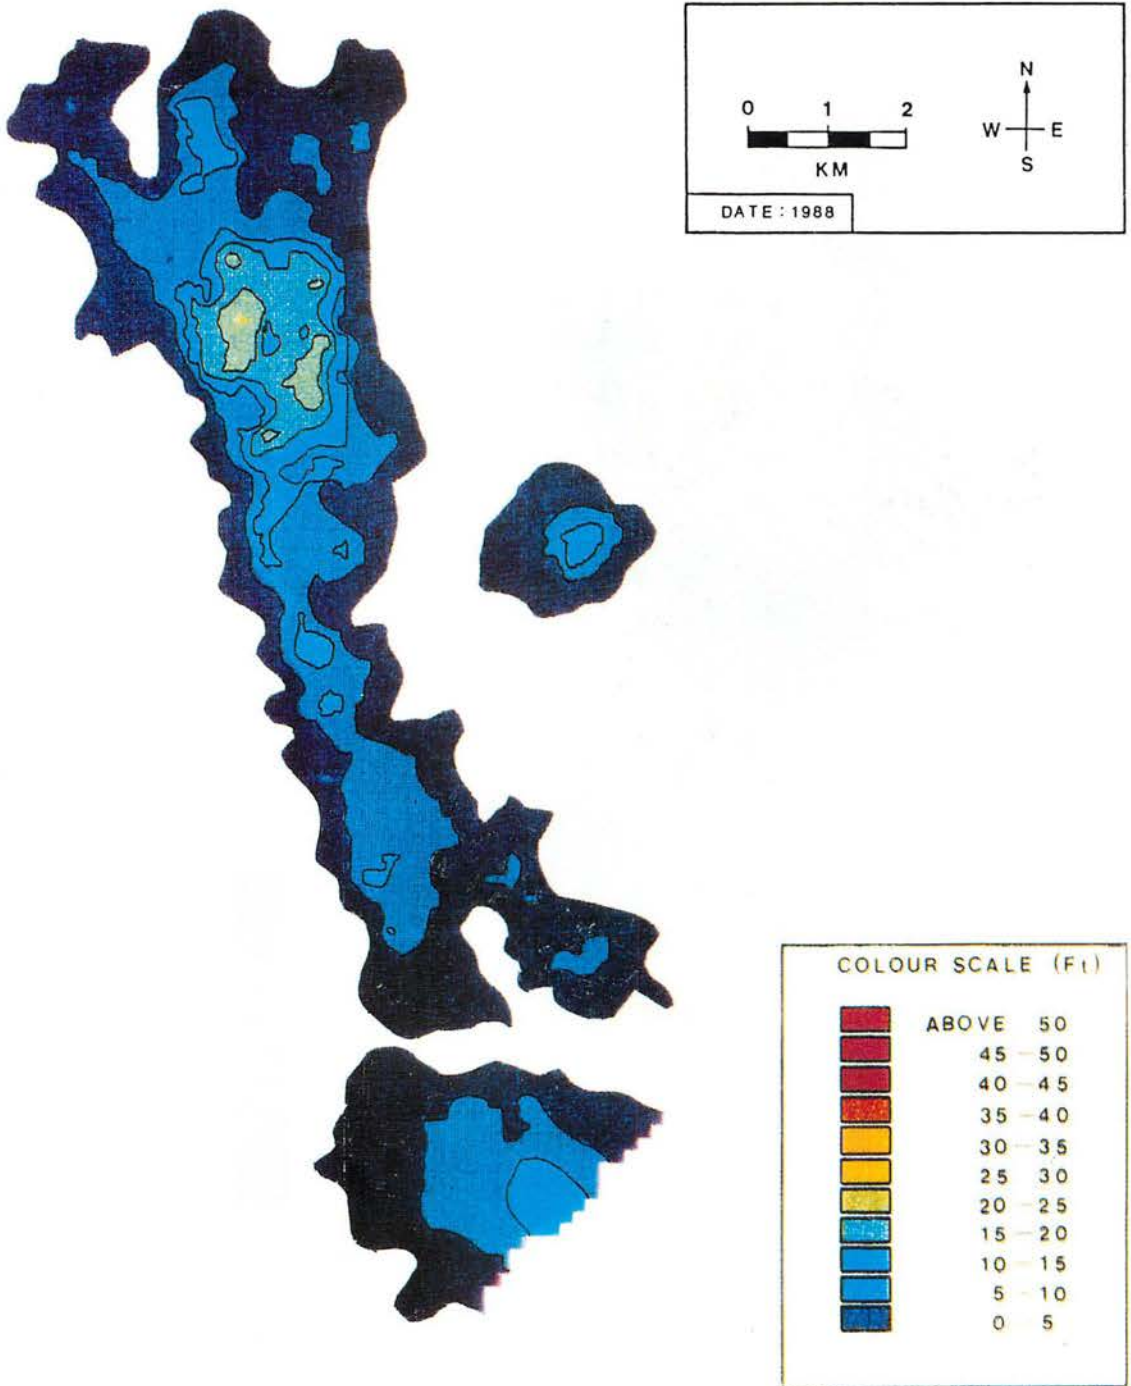 0 1 2
KM
N
W E
S
DATE : 1988
COLOUR SCALE (Ft)
ABOVE 50
45 - 50
40 - 45
35 - 40
30 - 35
25 - 30
20 - 25
15 - 20
10 - 15
5 - 10
0 - 5